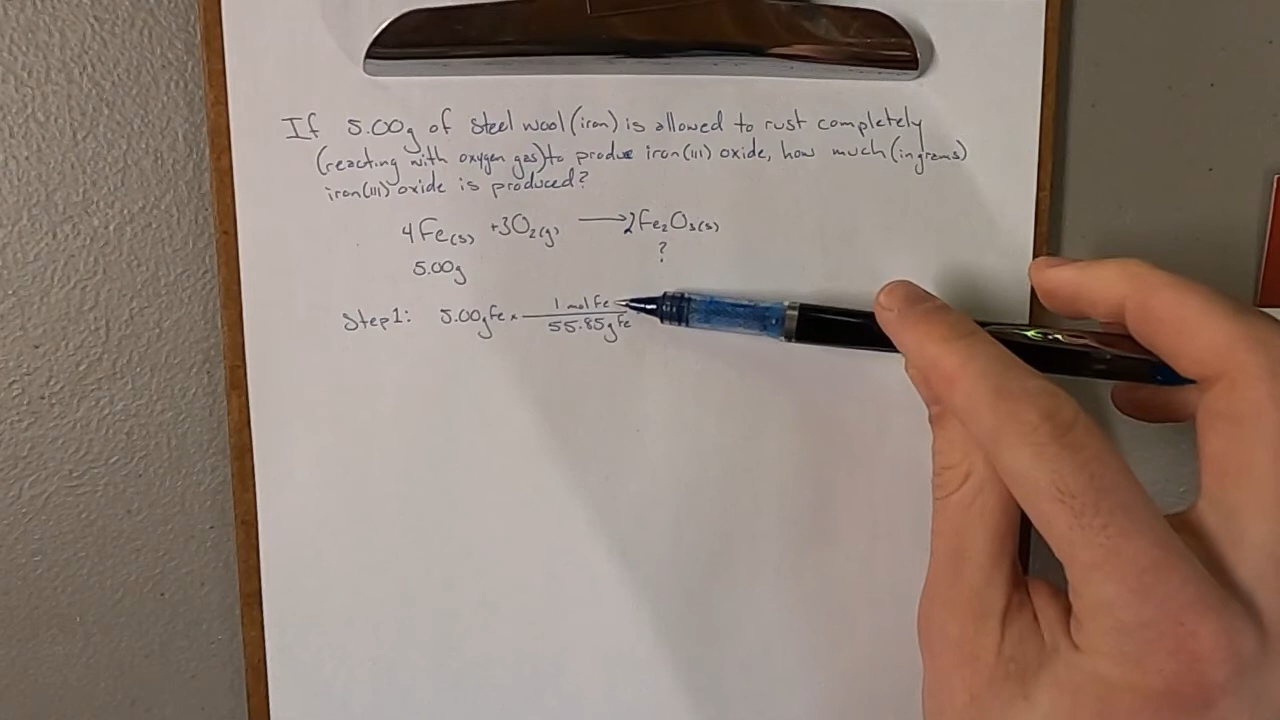 If 5.00g of steel wool (iron) is allowed to rust completely
(reacting with oxygen gas) to produce iron(III) oxide, how much (in grams)
iron(III) oxide is produced?
4Fe(s) + 3O2(g) ⟶ 2Fe2O3(s)
5.00g ?
Step 1: 5.00g Fe × 1 mol Fe / 55.85g Fe